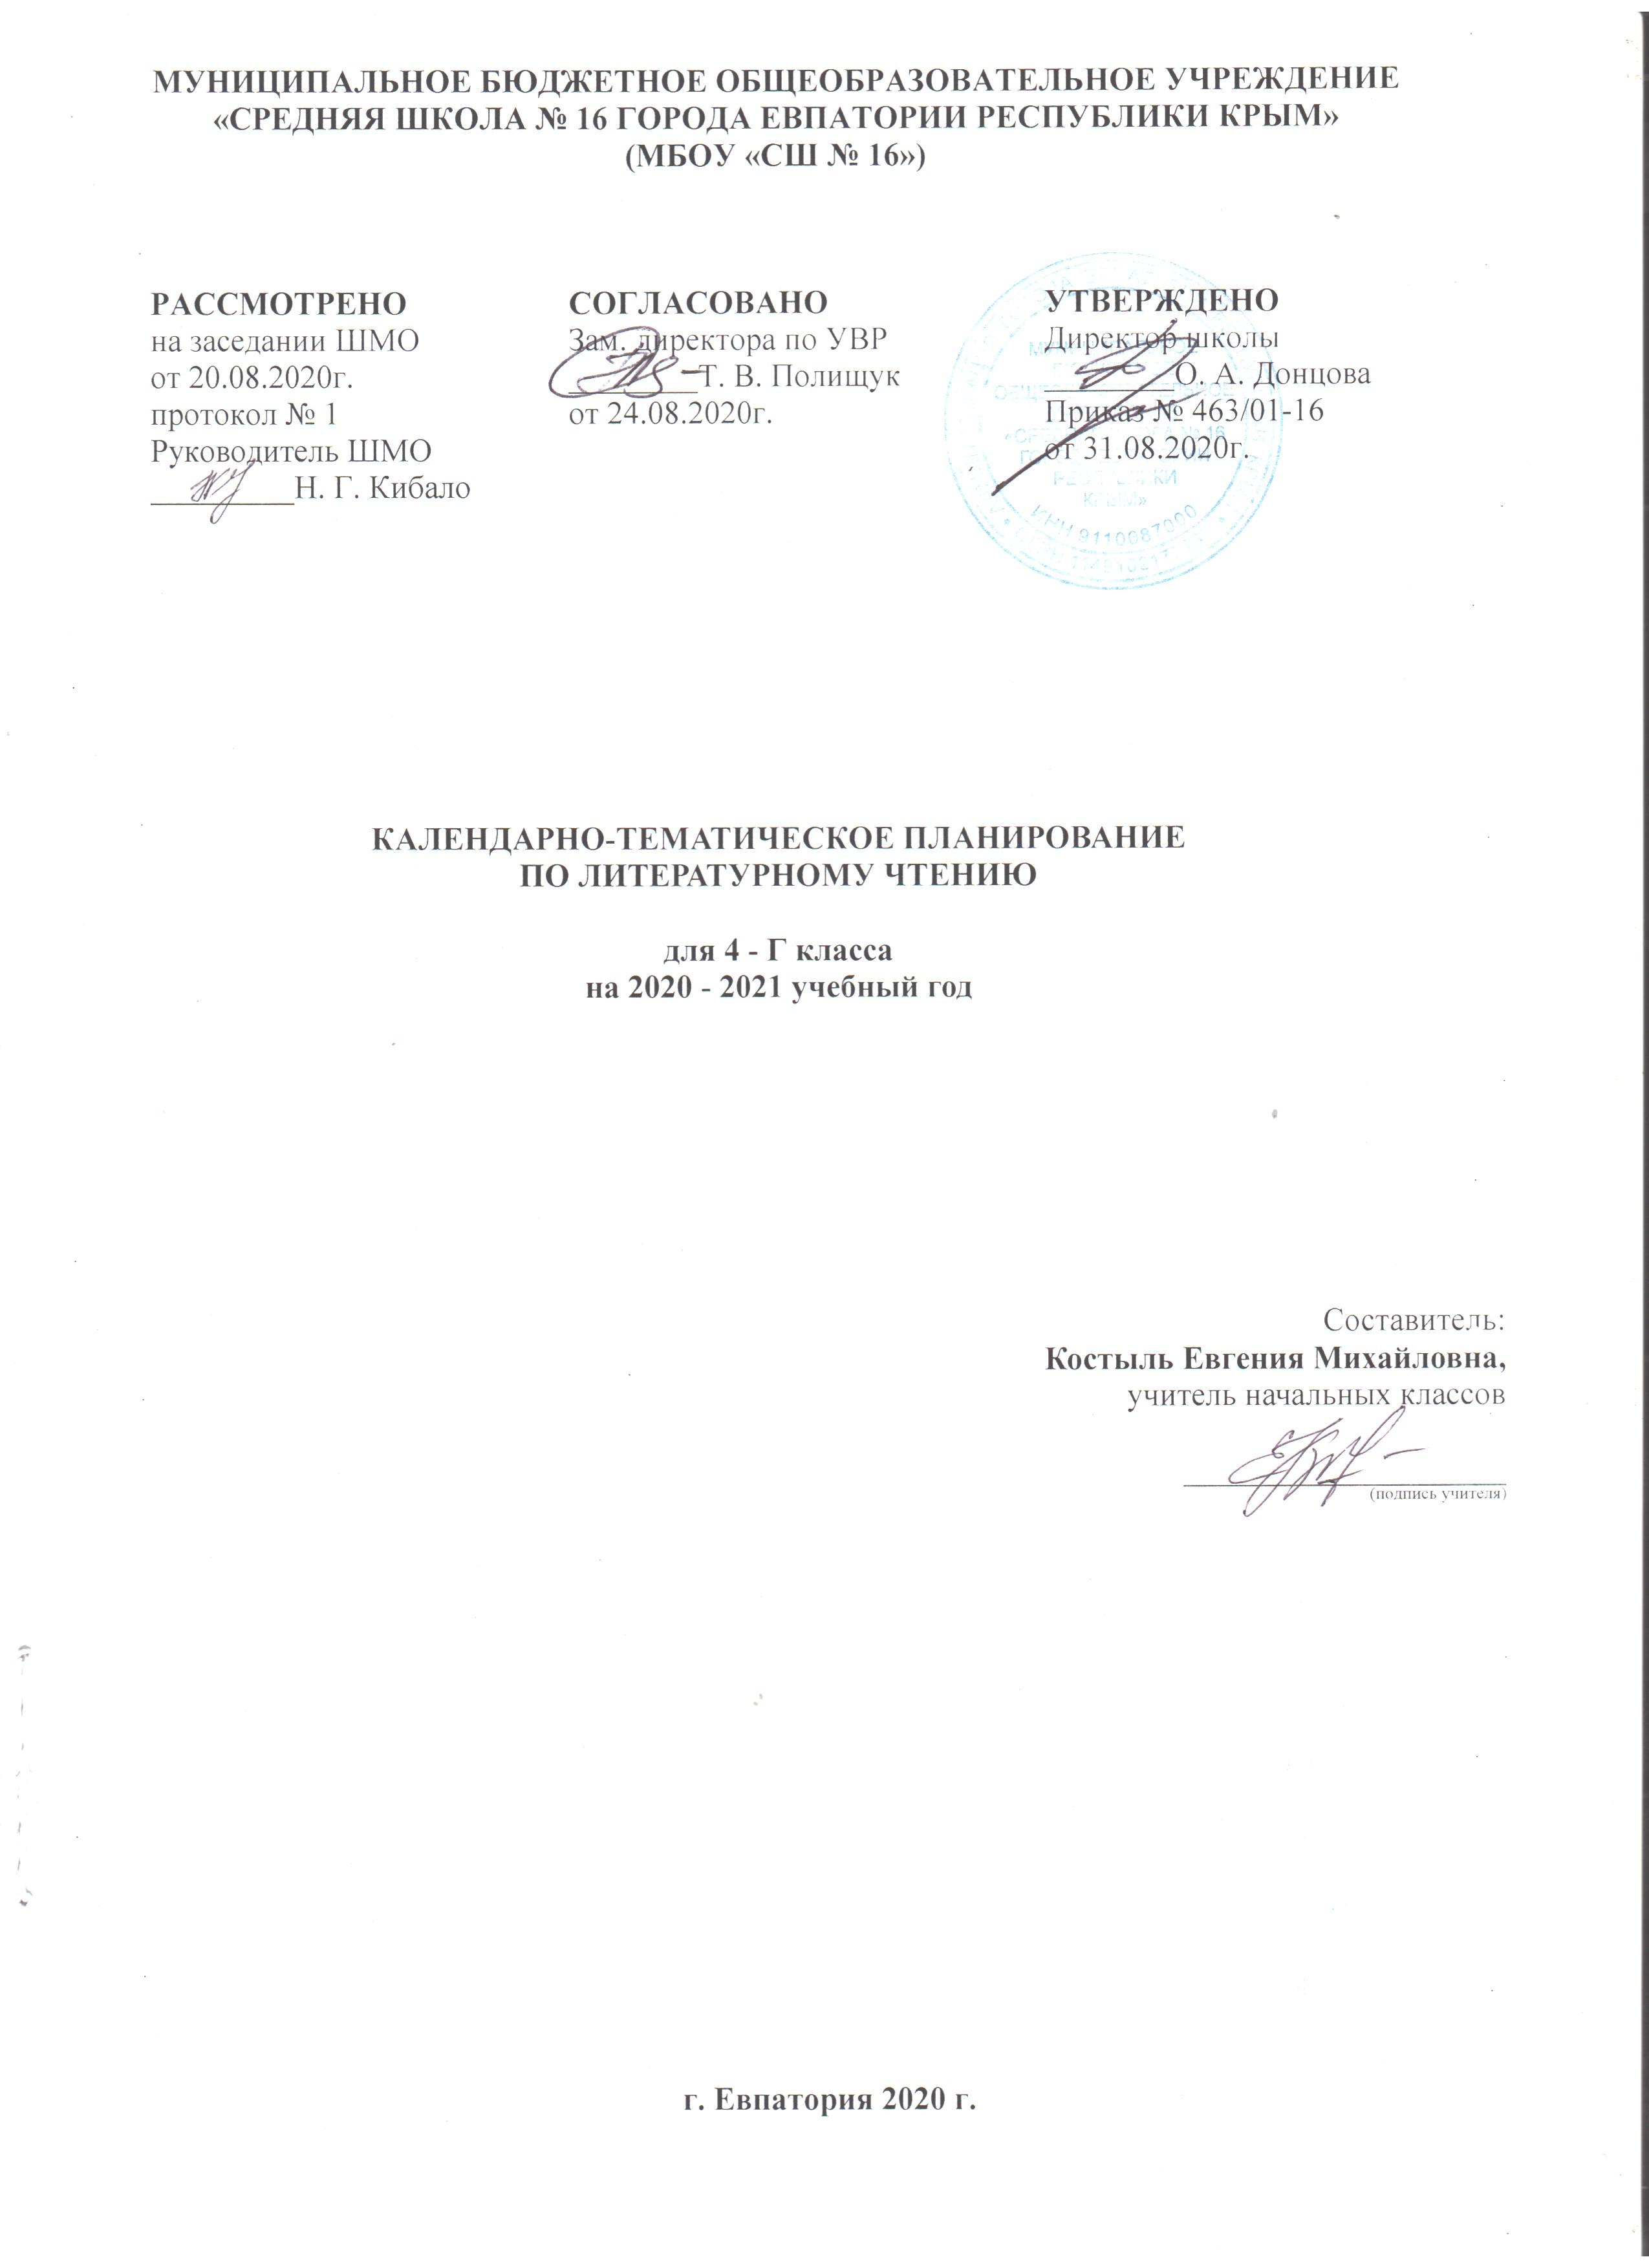 МУНИЦИПАЛЬНОЕ БЮДЖЕТНОЕ ОБЩЕОБРАЗОВАТЕЛЬНОЕ УЧРЕЖДЕНИЕ
«СРЕДНЯЯ ШКОЛА № 16 ГОРОДА ЕВПАТОРИИ РЕСПУБЛИКИ КРЫМ»
(МБОУ «СШ № 16»)
РАССМОТРЕНО
на заседании ШМО
от 20.08.2020г.
протокол № 1
Руководитель ШМО
Н. Г. Кибало
СОГЛАСОВАНО
Зам. директора по УВР
Т. В. Полищук
от 24.08.2020г.
УТВЕРЖДЕНО
Директор школы
О. А. Донцова
Приказ № 463/01-16
от 31.08.2020г.
РЕСПУБЛИКИ
КРЫМ»
ИНН 9110087000
КАЛЕНДАРНО-ТЕМАТИЧЕСКОЕ ПЛАНИРОВАНИЕ
ПО ЛИТЕРАТУРНОМУ ЧТЕНИЮ
для 4 - Г класса
на 2020 - 2021 учебный год
Составитель:
Костыль Евгения Михайловна,
учитель начальных классов
(подпись учителя)
г. Евпатория 2020 г.